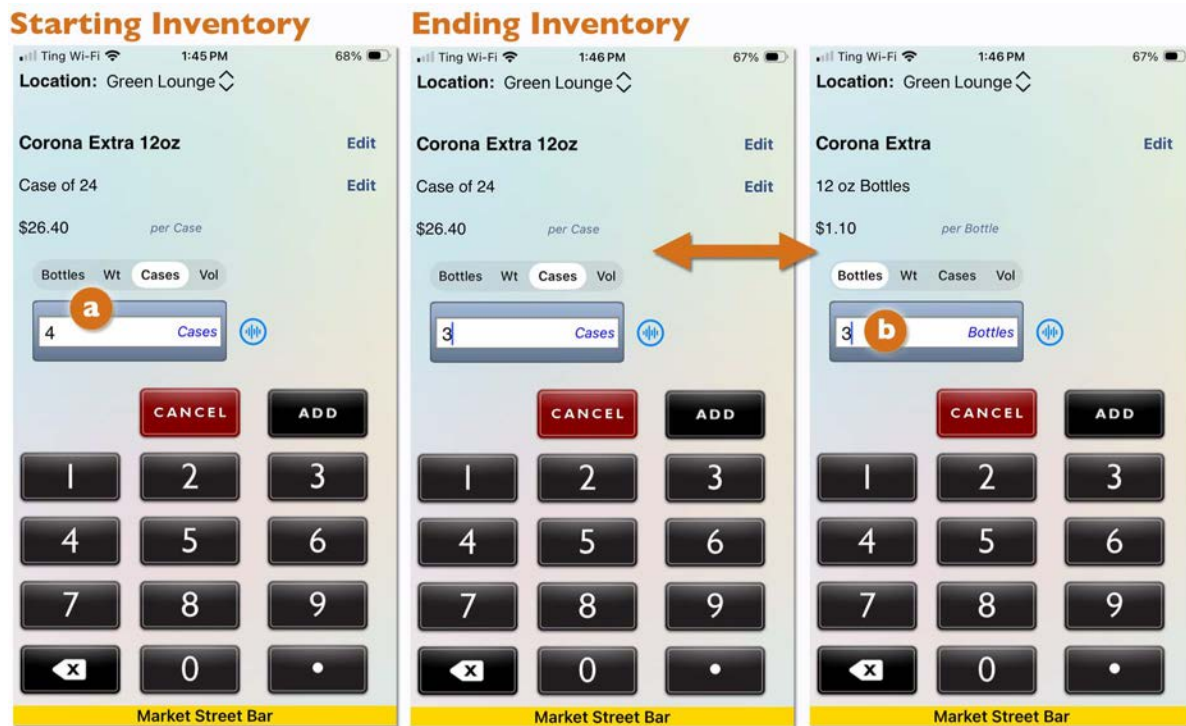 Starting Inventory
Ting Wi-Fi 1:45 PM 68%
Location: Green Lounge
Corona Extra 12oz Edit
Case of 24 Edit
$26.40 per Case
Bottles Wt Cases Vol
a
4 Cases
CANCEL ADD
1 2 3
4 5 6
7 8 9
X 0 •
Market Street Bar
Ending Inventory
Ting Wi-Fi 1:46 PM 67%
Location: Green Lounge
Corona Extra 12oz Edit
Case of 24 Edit
$26.40 per Case
Bottles Wt Cases Vol
3 Cases
CANCEL ADD
1 2 3
4 5 6
7 8 9
X 0 •
Market Street Bar
Ting Wi-Fi 1:46 PM 67%
Location: Green Lounge
Corona Extra Edit
12 oz Bottles
$1.10 per Bottle
Bottles Wt Cases Vol
3 b Bottles
CANCEL ADD
1 2 3
4 5 6
7 8 9
X 0 •
Market Street Bar